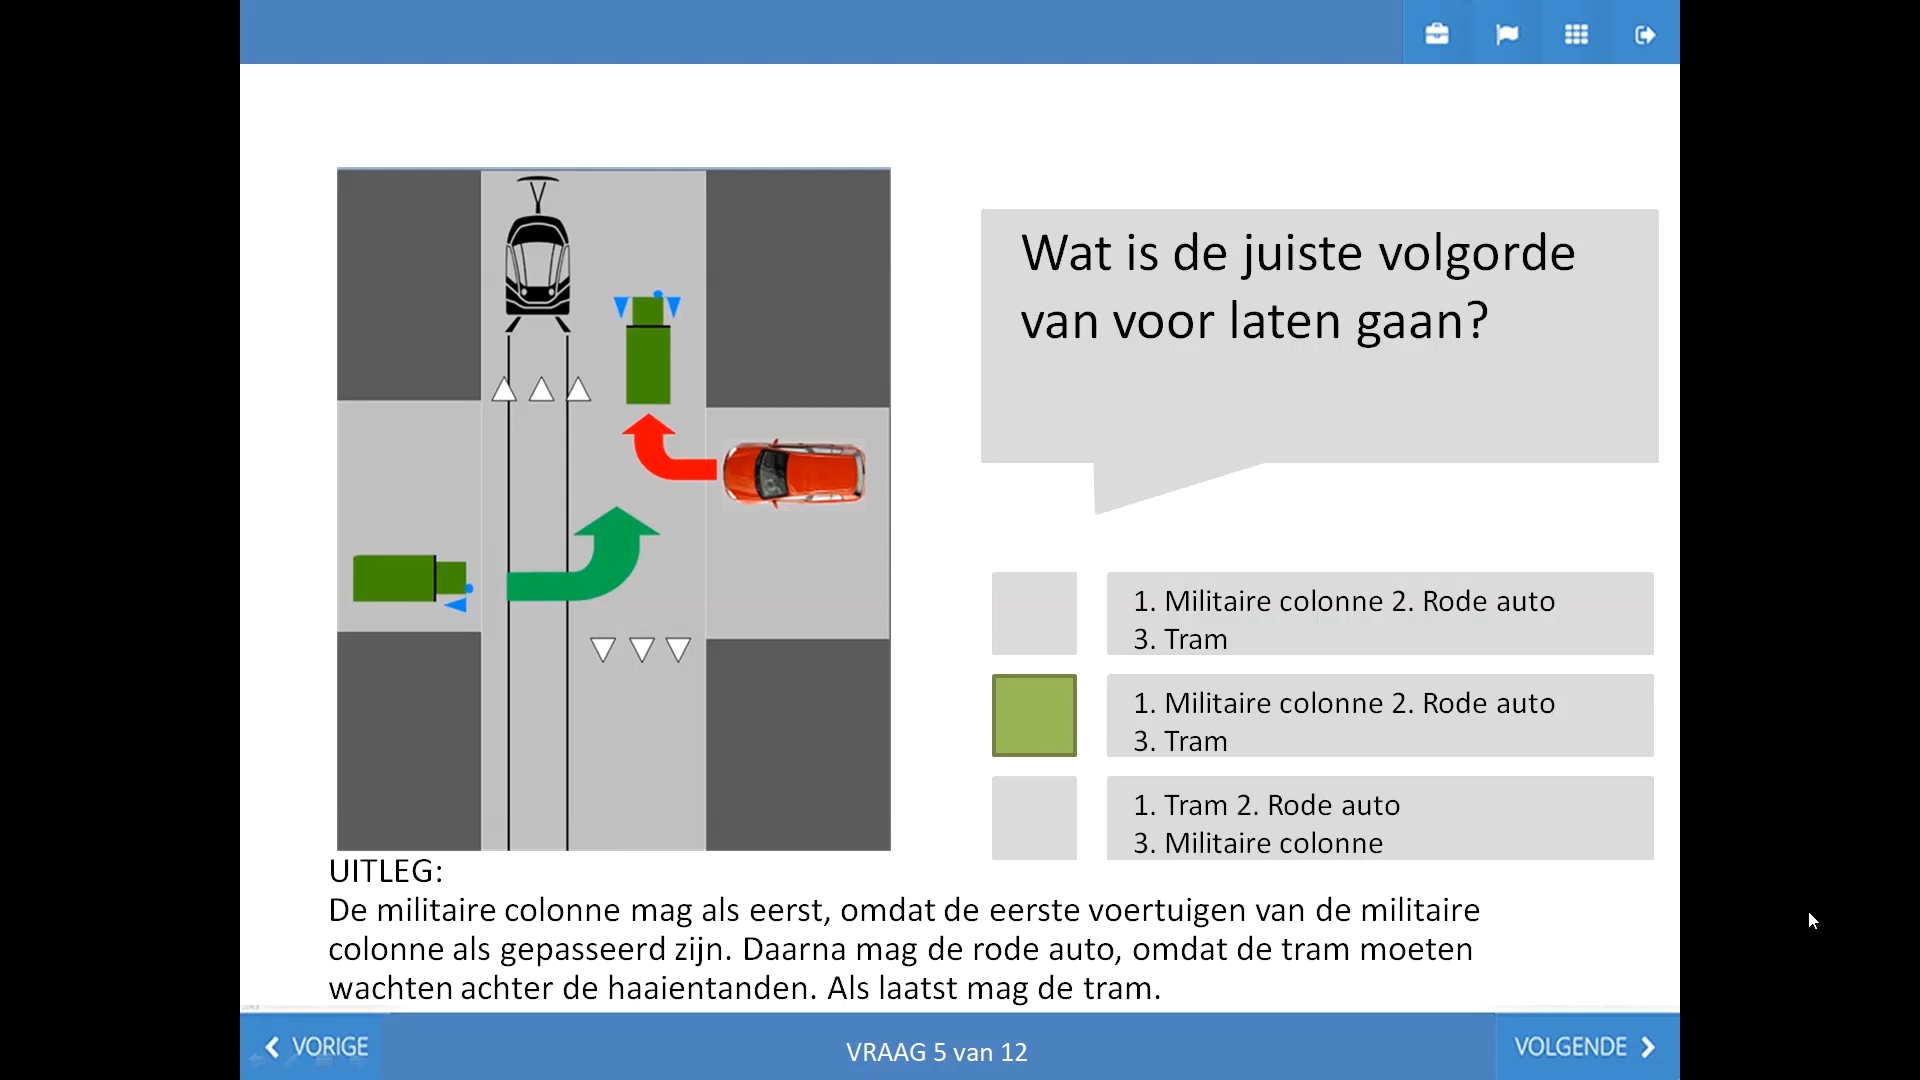 Wat is de juiste volgorde
van voor laten gaan?
1. Militaire colonne 2. Rode auto
3. Tram
1. Militaire colonne 2. Rode auto
3. Tram
1. Tram 2. Rode auto
3. Militaire colonne
UITLEG:
De militaire colonne mag als eerst, omdat de eerste voertuigen van de militaire
colonne als gepasseerd zijn. Daarna mag de rode auto, omdat de tram moeten
wachten achter de haaientanden. Als laatst mag de tram.
VORIGE
VRAAG 5 van 12
VOLGENDE